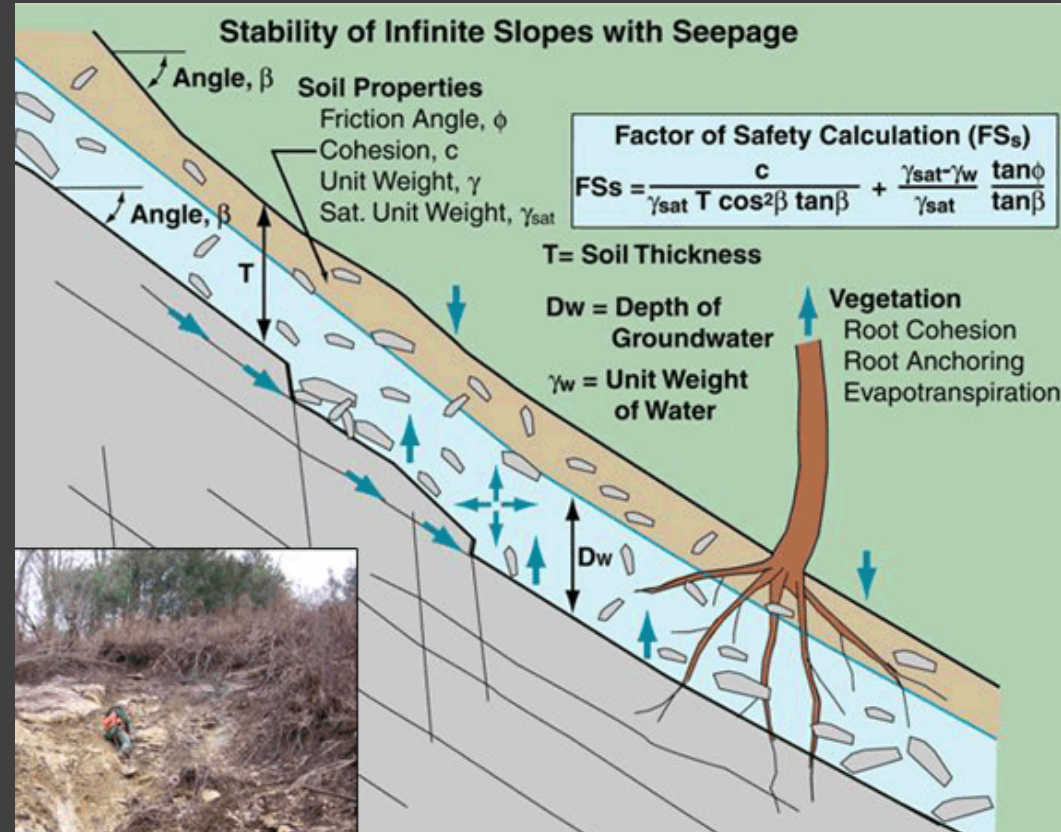 Stability of Infinite Slopes with Seepage
Angle, β
Soil Properties
Friction Angle, ϕ
Cohesion, c
Unit Weight, γ
Sat. Unit Weight, γsat
Factor of Safety Calculation (FSs)
FSs = c / γsat T cos²β tanβ + γsat-γw / γsat tanϕ / tanβ
Angle, β
T
T= Soil Thickness
Dw = Depth of
Groundwater
γw = Unit Weight
of Water
Vegetation
Root Cohesion
Root Anchoring
Evapotranspiration
Dw